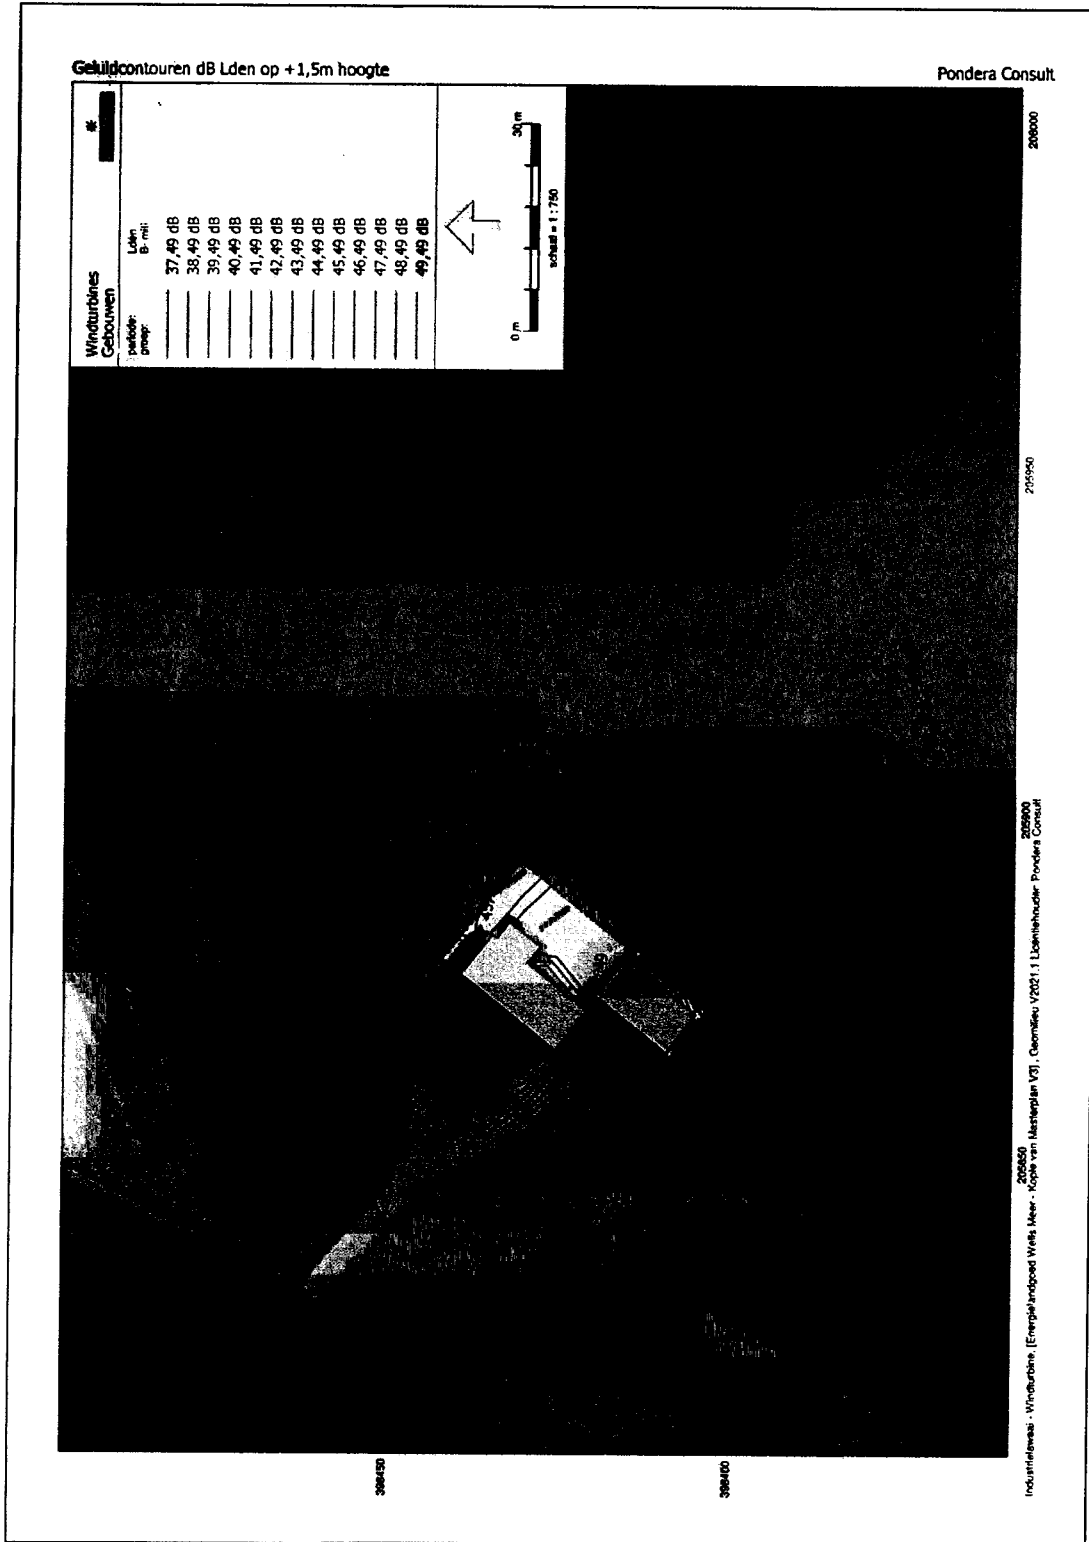 Geluidcontouren dB Lden op +1,5m hoogte
Pondera Consult
Windturbines
Gebouwen
periode: Lden
groep: B- mili
37,49 dB
38,49 dB
39,49 dB
40,49 dB
41,49 dB
42,49 dB
43,49 dB
44,49 dB
45,49 dB
46,49 dB
47,49 dB
48,49 dB
49,49 dB
0 m 30 m
schaal = 1 : 750
206000
205950
205900
205850
398450
398400
Industrielawaai - Windturbine, [Energielandgoed Wells Meer - Kopie van Masterplan V3], Geomilieu V2021.1 Licentiehouder: Pondera Consult